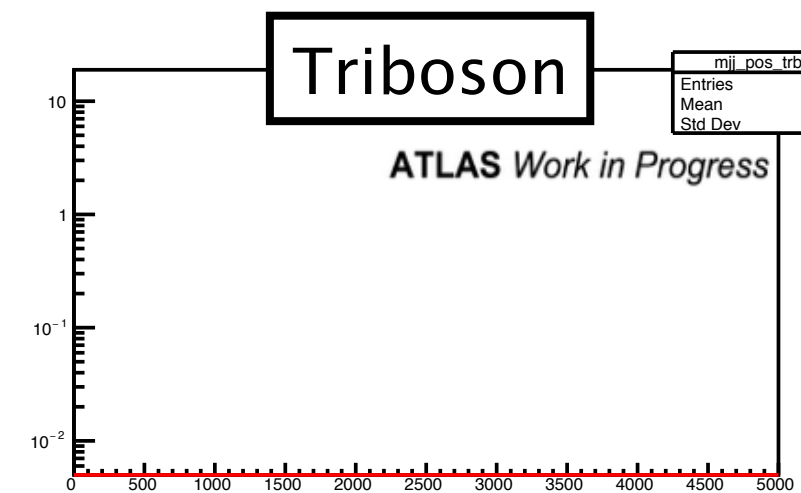 Triboson
mjj_pos_trb
Entries
Mean
Std Dev
ATLAS Work in Progress
10
1
10⁻¹
10⁻²
0 500 1000 1500 2000 2500 3000 3500 4000 4500 5000